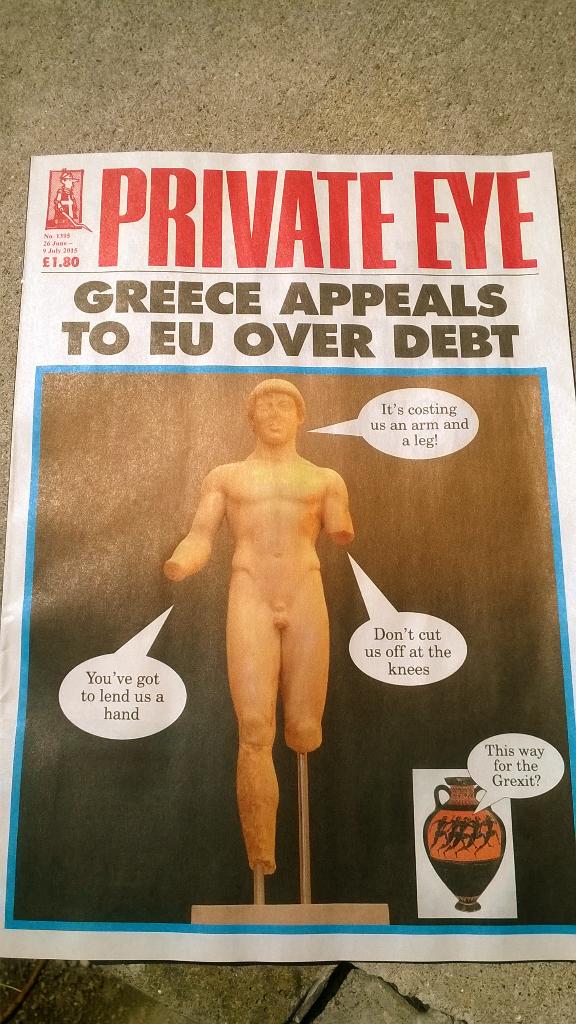 PRIVATE EYE
No. 1395
26 June –
9 July 2015
£1.80
GREECE APPEALS
TO EU OVER DEBT
It's costing
us an arm and
a leg!
Don't cut
us off at the
knees
You've got
to lend us a
hand
This way
for the
Grexit?